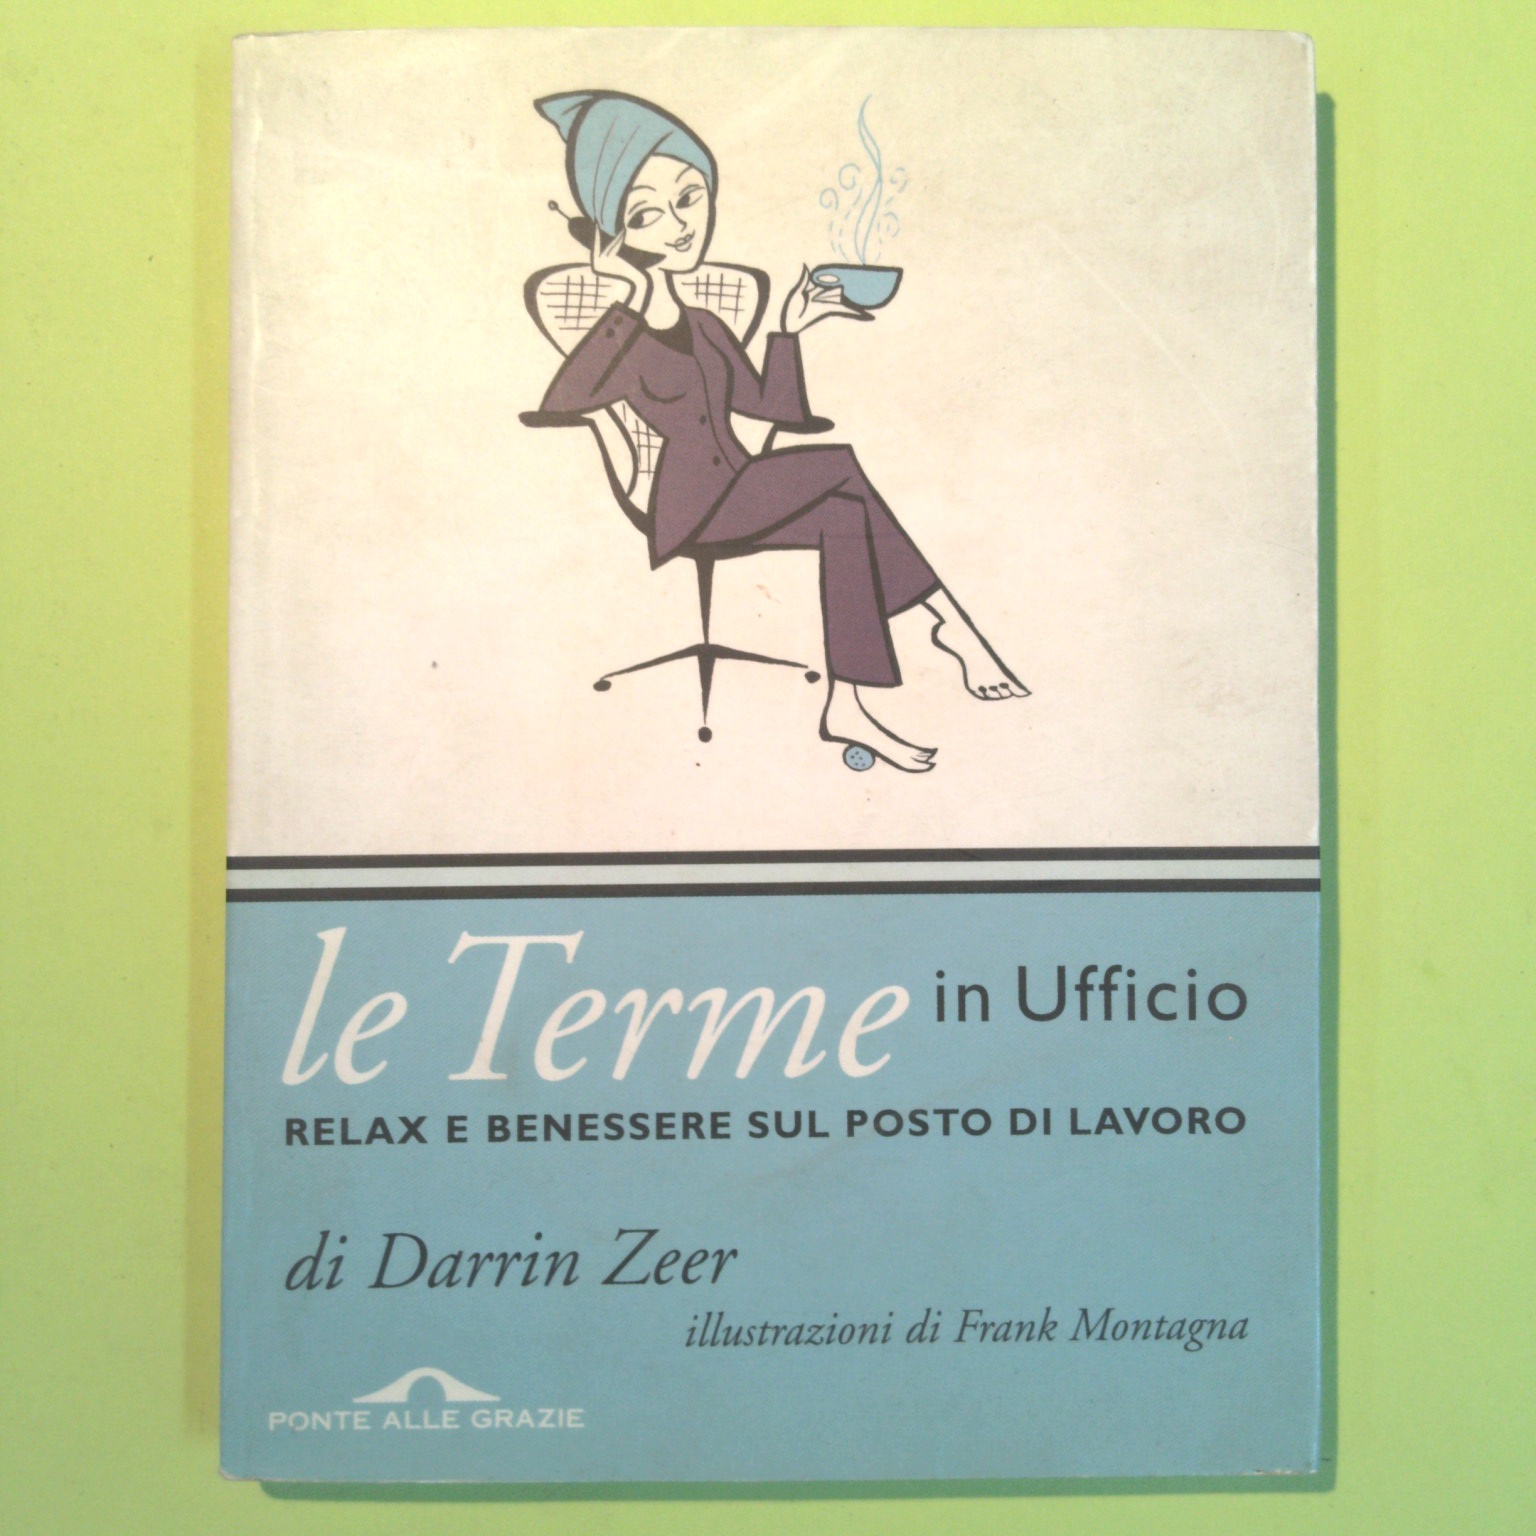 le Terme in Ufficio
RELAX E BENESSERE SUL POSTO DI LAVORO
di Darrin Zeer
illustrazioni di Frank Montagna
PONTE ALLE GRAZIE